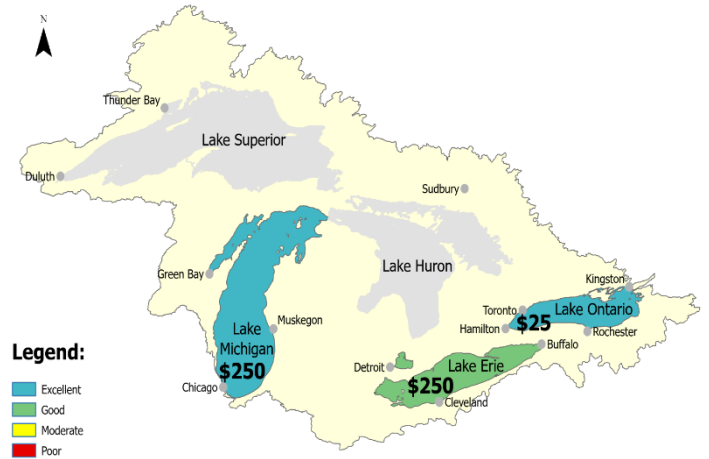 N
Thunder Bay
Lake Superior
Duluth
Sudbury
Green Bay
Lake Huron
Kingston
Toronto
Lake Ontario
$25
Hamilton
Rochester
Muskegon
Lake
Michigan
$250
Buffalo
Detroit
Lake Erie
$250
Chicago
Cleveland
Legend:
Excellent
Good
Moderate
Poor